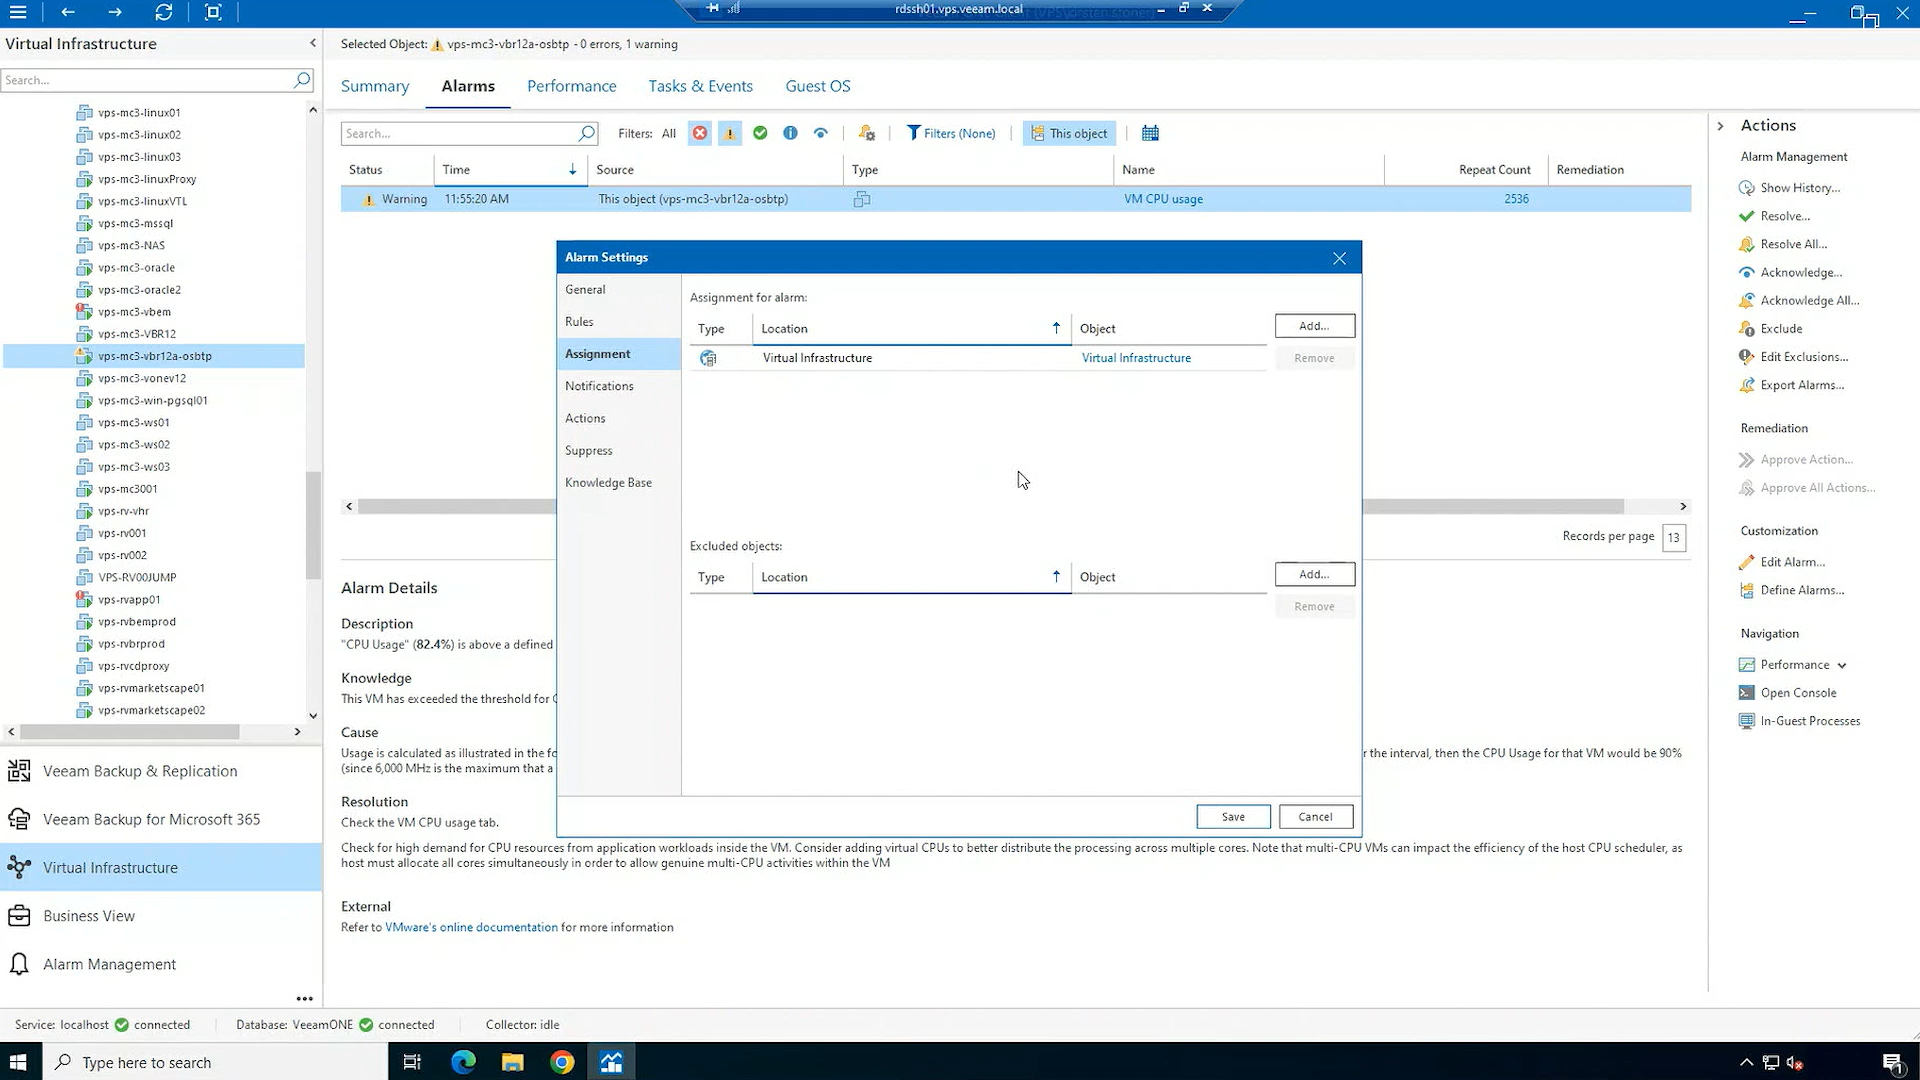 rdssh01.vps.veeam.local
Virtual Infrastructure
Search...
vps-mc3-linux01
vps-mc3-linux02
vps-mc3-linux03
vps-mc3-linuxProxy
vps-mc3-linuxVTL
vps-mc3-mssql
vps-mc3-NAS
vps-mc3-oracle
vps-mc3-oracle2
vps-mc3-vbem
vps-mc3-VBR12
vps-mc3-vbr12a-osbtp
vps-mc3-vonev12
vps-mc3-win-pgsql01
vps-mc3-ws01
vps-mc3-ws02
vps-mc3-ws03
vps-mc3001
vps-rv-vhr
vps-rv001
vps-rv002
VPS-RV00JUMP
vps-rvapp01
vps-rvbemprod
vps-rvbrprod
vps-rvcdproxy
vps-rvmarketscape01
vps-rvmarketscape02
Veeam Backup & Replication
Veeam Backup for Microsoft 365
Virtual Infrastructure
Business View
Alarm Management
Selected Object: vps-mc3-vbr12a-osbtp - 0 errors, 1 warning
Summary Alarms Performance Tasks & Events Guest OS
Search... Filters: All Filters (None) This object
Status Time Source Type Name Repeat Count Remediation
Warning 11:55:20 AM This object (vps-mc3-vbr12a-osbtp) VM CPU usage 2536
Records per page 13
Alarm Settings
General
Rules
Assignment
Notifications
Actions
Suppress
Knowledge Base
Assignment for alarm:
Type Location Object Add...
Virtual Infrastructure Virtual Infrastructure Remove
Excluded objects:
Type Location Object Add...
Remove
Save Cancel
Alarm Details
Description
"CPU Usage" (82.4%) is above a defined
Knowledge
This VM has exceeded the threshold for
Cause
Usage is calculated as illustrated in the r the interval, then the CPU Usage for that VM would be 90%
(since 6,000 MHz is the maximum that a
Resolution
Check the VM CPU usage tab.
Check for high demand for CPU resources from application workloads inside the VM. Consider adding virtual CPUs to better distribute the processing across multiple cores. Note that multi-CPU VMs can impact the efficiency of the host CPU scheduler, as
host must allocate all cores simultaneously in order to allow genuine multi-CPU activities within the VM
External
Refer to VMware's online documentation for more information
Actions
Alarm Management
Show History...
Resolve...
Resolve All...
Acknowledge...
Acknowledge All...
Exclude
Edit Exclusions...
Export Alarms...
Remediation
Approve Action...
Approve All Actions...
Customization
Edit Alarm...
Define Alarms...
Navigation
Performance
Open Console
In-Guest Processes
Service: localhost connected Database: VeeamONE connected Collector: idle
Type here to search
1